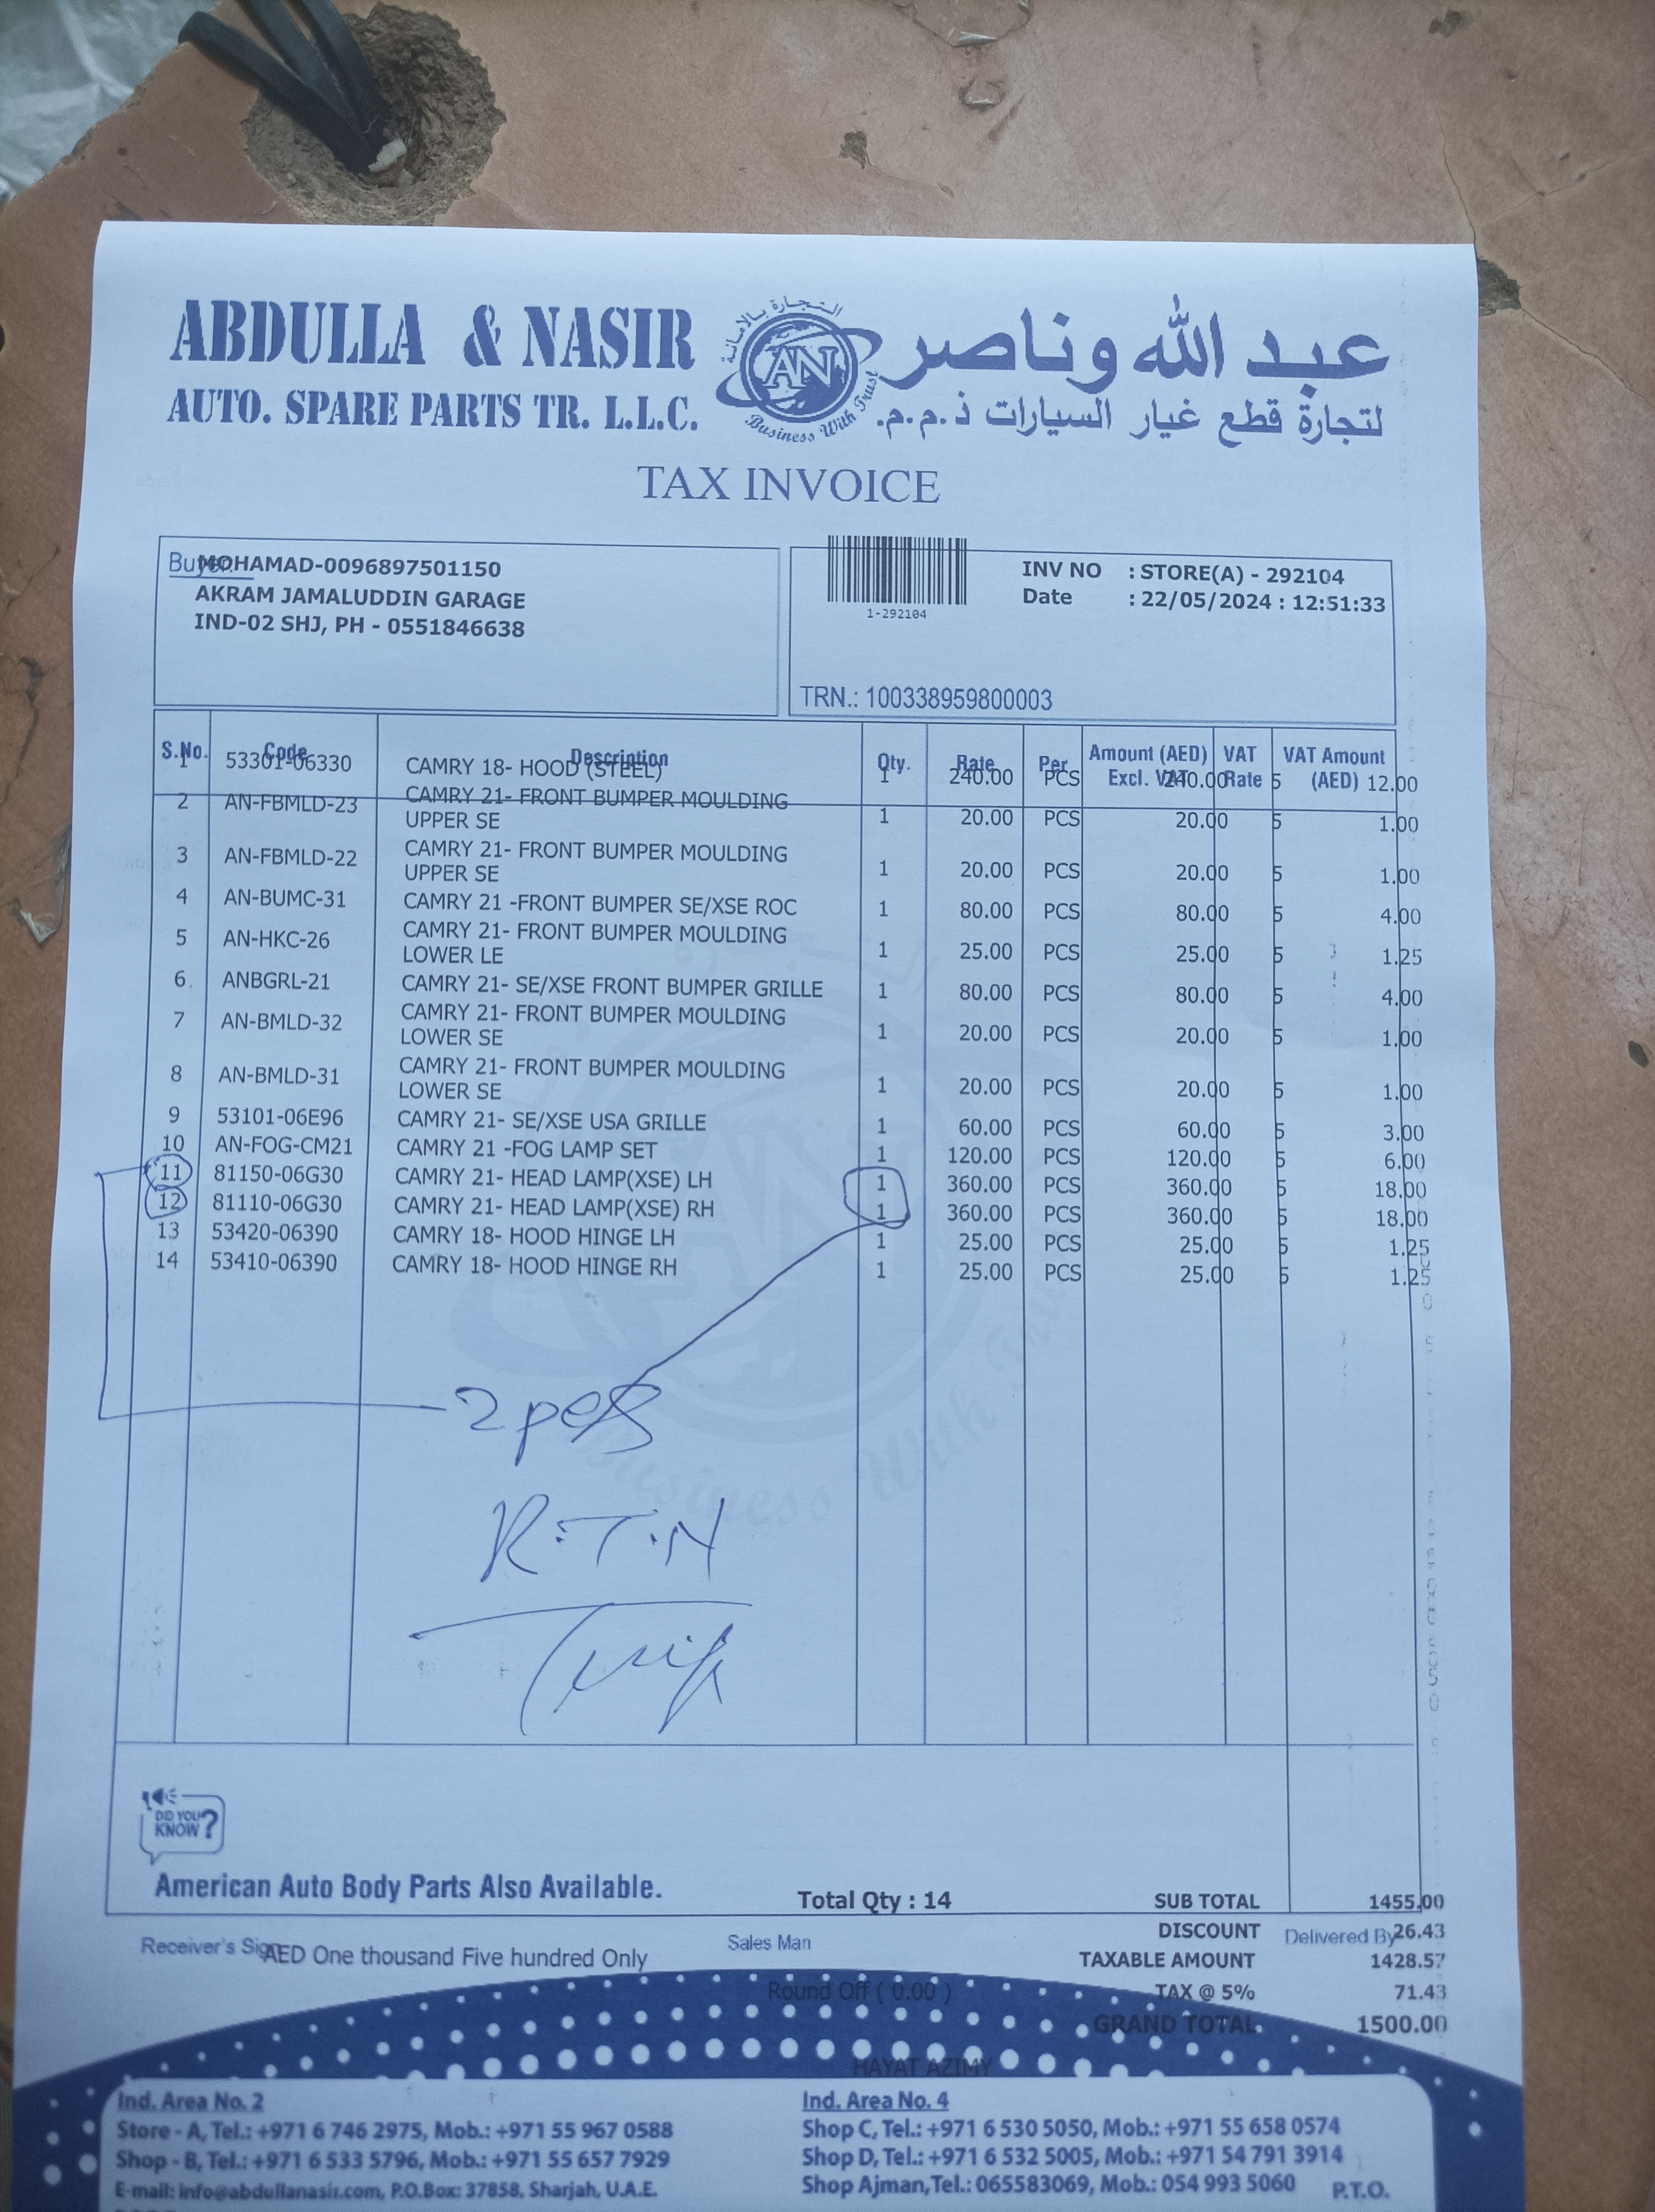 ABDULLA & NASIR
AUTO. SPARE PARTS TR. L.L.C.
التجارة بالأمانة
AN
Business With Trust
عبد الله وناصر
لتجارة قطع غيار السيارات ذ.م.م.
TAX INVOICE
Buyer:
MOHAMAD-0096897501150
AKRAM JAMALUDDIN GARAGE
IND-02 SHJ, PH - 0551846638
1-292104
INV NO : STORE(A) - 292104
Date : 22/05/2024 : 12:51:33
TRN.: 100338959800003
S.No. Code Description Qty. Rate Per Amount (AED) Excl. VAT VAT Rate VAT Amount (AED)
1 53301-06330 CAMRY 18- HOOD (STEEL) 1 240.00 PCS 240.00 5 12.00
2 AN-FBMLD-23 CAMRY 21- FRONT BUMPER MOULDING
UPPER SE 1 20.00 PCS 20.00 5 1.00
3 AN-FBMLD-22 CAMRY 21- FRONT BUMPER MOULDING
UPPER SE 1 20.00 PCS 20.00 5 1.00
4 AN-BUMC-31 CAMRY 21 -FRONT BUMPER SE/XSE ROC 1 80.00 PCS 80.00 5 4.00
5 AN-HKC-26 CAMRY 21- FRONT BUMPER MOULDING
LOWER LE 1 25.00 PCS 25.00 5 1.25
6 ANBGRL-21 CAMRY 21- SE/XSE FRONT BUMPER GRILLE 1 80.00 PCS 80.00 5 4.00
7 AN-BMLD-32 CAMRY 21- FRONT BUMPER MOULDING
LOWER SE 1 20.00 PCS 20.00 5 1.00
8 AN-BMLD-31 CAMRY 21- FRONT BUMPER MOULDING
LOWER SE 1 20.00 PCS 20.00 5 1.00
9 53101-06E96 CAMRY 21- SE/XSE USA GRILLE 1 60.00 PCS 60.00 5 3.00
10 AN-FOG-CM21 CAMRY 21 -FOG LAMP SET 1 120.00 PCS 120.00 5 6.00
11 81150-06G30 CAMRY 21- HEAD LAMP(XSE) LH 1 360.00 PCS 360.00 5 18.00
12 81110-06G30 CAMRY 21- HEAD LAMP(XSE) RH 1 360.00 PCS 360.00 5 18.00
13 53420-06390 CAMRY 18- HOOD HINGE LH 1 25.00 PCS 25.00 5 1.25
14 53410-06390 CAMRY 18- HOOD HINGE RH 1 25.00 PCS 25.00 5 1.25
2 pcs
R.T.N
DID YOU
KNOW?
American Auto Body Parts Also Available.
Total Qty : 14
SUB TOTAL 1455.00
DISCOUNT 26.43
TAXABLE AMOUNT 1428.57
TAX @ 5% 71.43
GRAND TOTAL. 1500.00
Receiver's Sign
AED One thousand Five hundred Only
Sales Man
Delivered By
Round Off ( 0.00 )
HAYAT AZIMY
Ind. Area No. 2
Store - A, Tel.: +971 6 746 2975, Mob.: +971 55 967 0588
Shop - B, Tel.: +971 6 533 5796, Mob.: +971 55 657 7929
E-mail: info@abdullanasir.com, P.O.Box: 37858, Sharjah, U.A.E.
Ind. Area No. 4
Shop C, Tel.: +971 6 530 5050, Mob.: +971 55 658 0574
Shop D, Tel.: +971 6 532 5005, Mob.: +971 54 791 3914
Shop Ajman, Tel.: 065583069, Mob.: 054 993 5060
P.T.O.